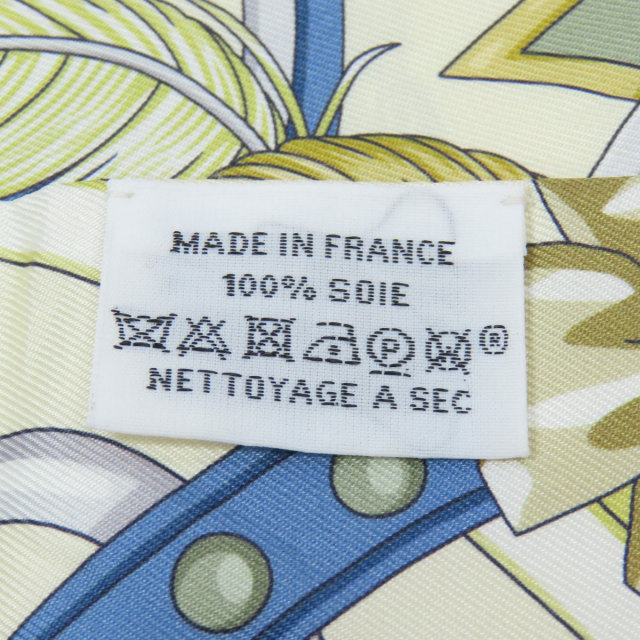 MADE IN FRANCE
100% SOIE
®
NETTOYAGE A SEC